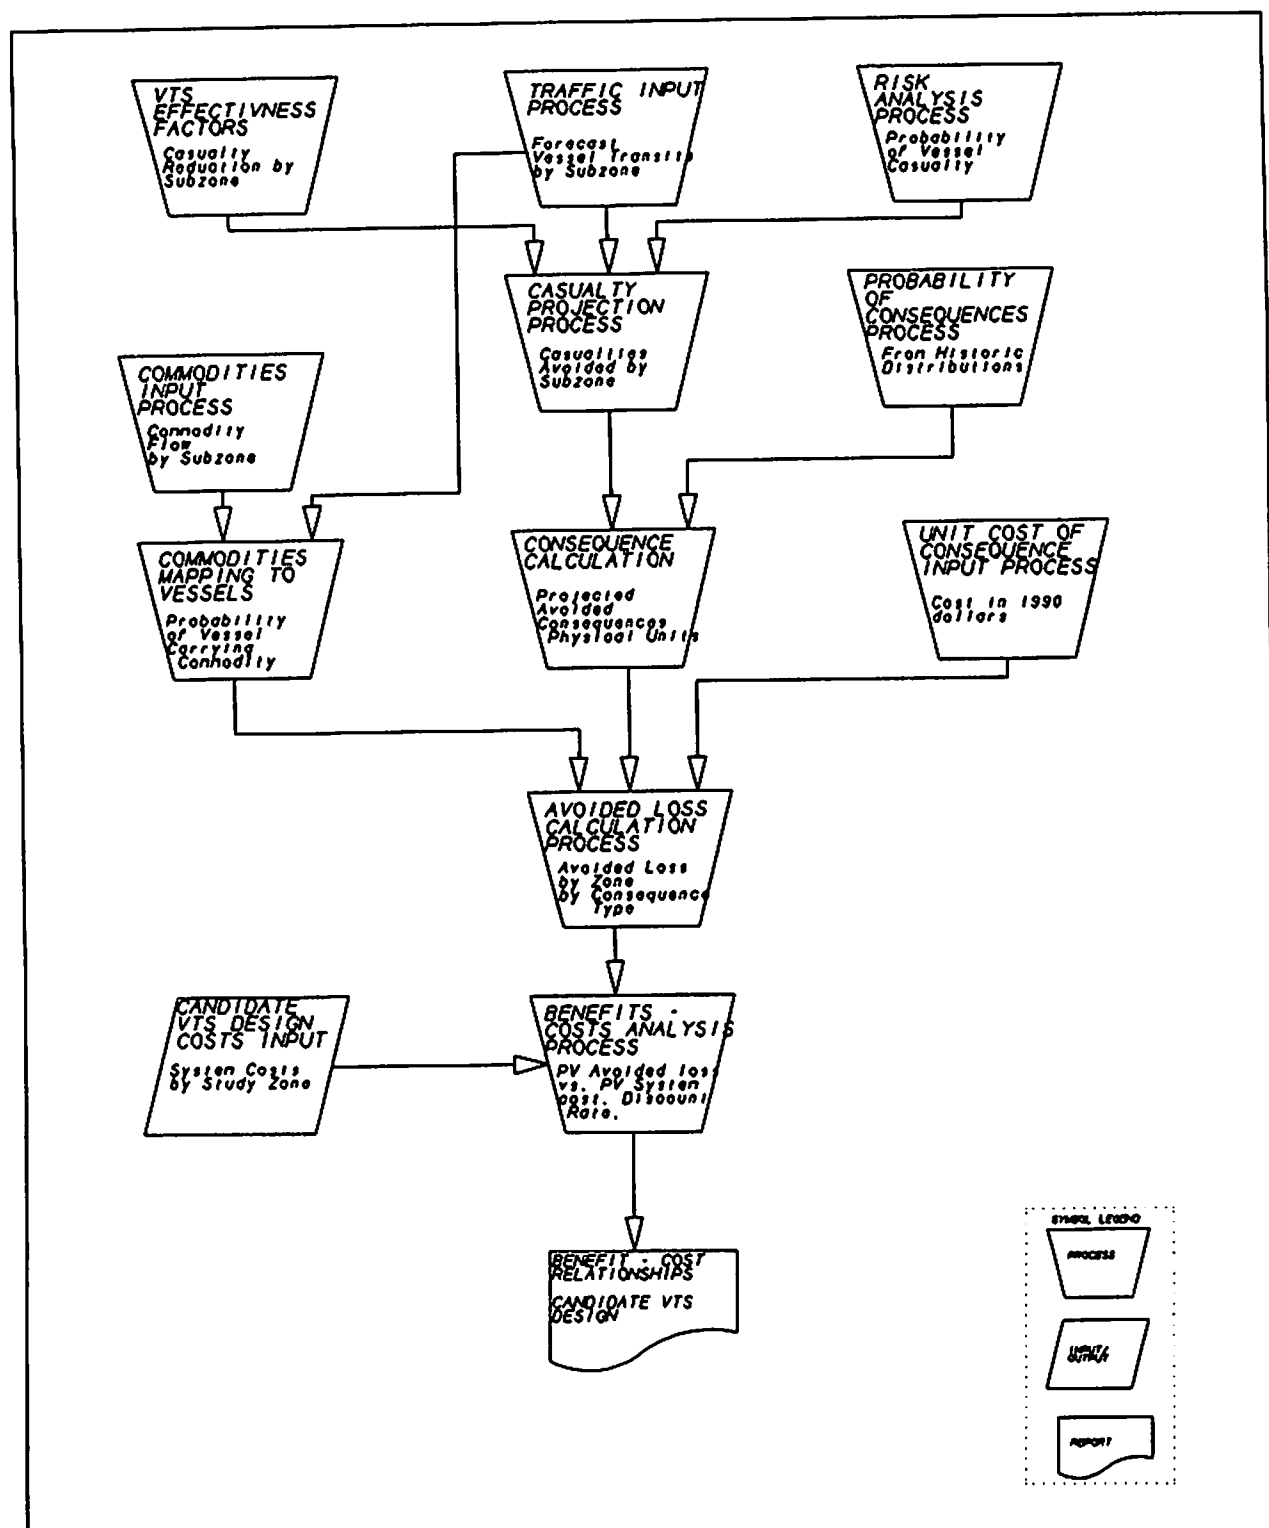 VTS
EFFECTIVNESS
FACTORS
Casualty
Reduation by
Subzone
TRAFFIC INPUT
PROCESS
Forecast
Vessel Transits
by Subzone
RISK
ANALYSIS
PROCESS
Probability
of Vessel
Casualty
CASUALTY
PROJECTION
PROCESS
Casualities
Avoided by
Subzone
PROBABILITY
OF
CONSEQUENCES
PROCESS
From Historic
Distributions
COMMODITIES
INPUT
PROCESS
Commodity
Flow
by Subzone
COMMODITIES
MAPPING TO
VESSELS
Probability
of Vessel
Carrying
Commodity
CONSEQUENCE
CALCULATION
Projected
Avoided
Consequences
Physical Units
UNIT COST OF
CONSEQUENCE
INPUT PROCESS
Cost in 1990
dollars
AVOIDED LOSS
CALCULATION
PROCESS
Avoided Loss
by Zone
by Consequence
Type
CANDIDATE
VTS DESIGN
COSTS INPUT
System Costs
by Study Zone
BENEFITS -
COSTS ANALYSIS
PROCESS
PV Avoided loss
vs. PV System
cost. Discount
Rate.
BENEFIT - COST
RELATIONSHIPS
CANDIDATE VTS
DESIGN
SYMBOL LEGEND
PROCESS
INPUT/
OUTPUT
REPORT